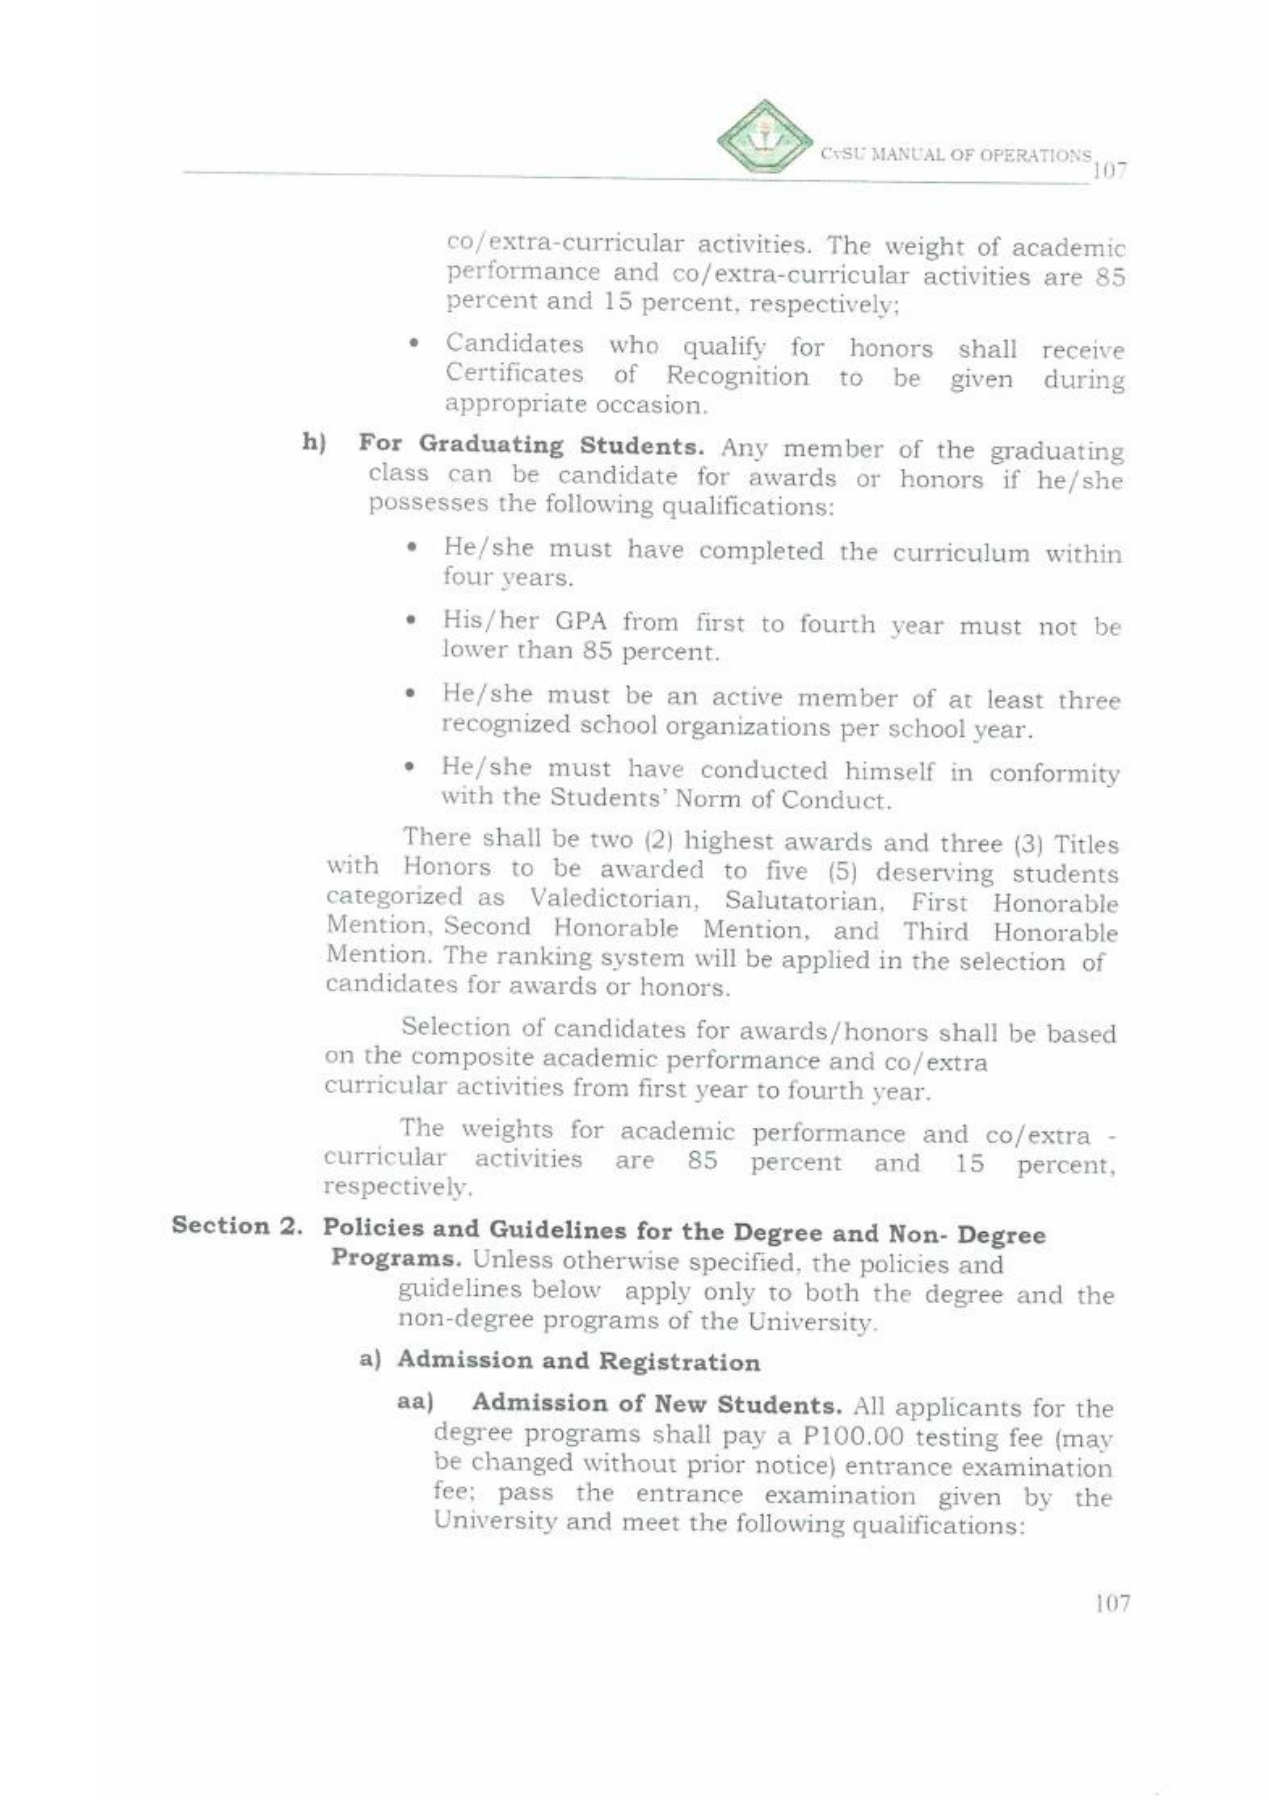 CvSU MANUAL OF OPERATIONS 107
co/extra-curricular activities. The weight of academic
performance and co/extra-curricular activities are 85
percent and 15 percent, respectively;
• Candidates who qualify for honors shall receive
Certificates of Recognition to be given during
appropriate occasion.
h) For Graduating Students. Any member of the graduating
class can be candidate for awards or honors if he/she
possesses the following qualifications:
• He/she must have completed the curriculum within
four years.
• His/her GPA from first to fourth year must not be
lower than 85 percent.
• He/she must be an active member of at least three
recognized school organizations per school year.
• He/she must have conducted himself in conformity
with the Students' Norm of Conduct.
There shall be two (2) highest awards and three (3) Titles
with Honors to be awarded to five (5) deserving students
categorized as Valedictorian, Salutatorian, First Honorable
Mention, Second Honorable Mention, and Third Honorable
Mention. The ranking system will be applied in the selection of
candidates for awards or honors.
Selection of candidates for awards/honors shall be based
on the composite academic performance and co/extra
curricular activities from first year to fourth year.
The weights for academic performance and co/extra -
curricular activities are 85 percent and 15 percent,
respectively.
Section 2. Policies and Guidelines for the Degree and Non- Degree
Programs. Unless otherwise specified, the policies and
guidelines below apply only to both the degree and the
non-degree programs of the University.
a) Admission and Registration
aa) Admission of New Students. All applicants for the
degree programs shall pay a P100.00 testing fee (may
be changed without prior notice) entrance examination
fee; pass the entrance examination given by the
University and meet the following qualifications:
107